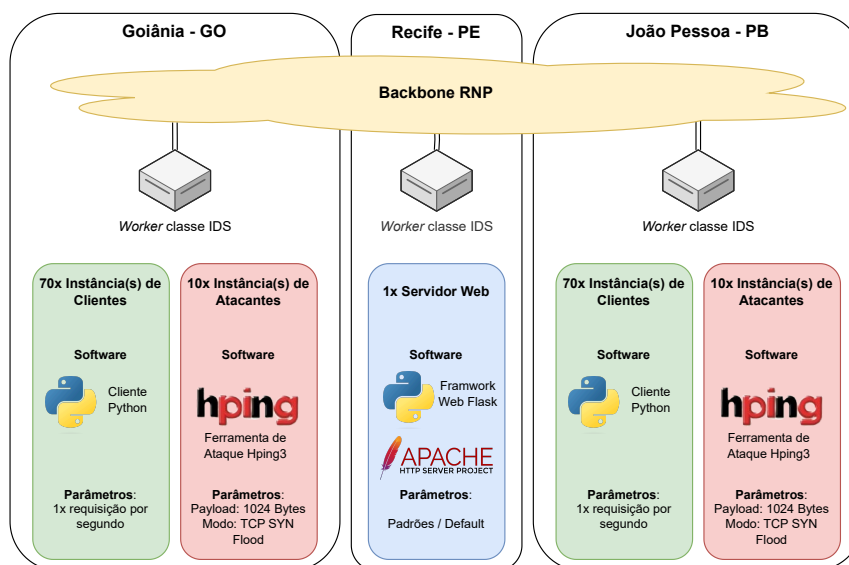 Goiânia - GO
Recife - PE
João Pessoa - PB
Backbone RNP
Worker classe IDS
Worker classe IDS
Worker classe IDS
70x Instância(s) de
Clientes
Software
Cliente
Python
Parâmetros:
1x requisição por
segundo
10x Instância(s) de
Atacantes
Software
hping
Ferramenta de
Ataque Hping3
Parâmetros:
Payload: 1024 Bytes
Modo: TCP SYN
Flood
1x Servidor Web
Software
Framwork
Web Flask
APACHE
HTTP SERVER PROJECT
Parâmetros:
Padrões / Default
70x Instância(s) de
Clientes
Software
Cliente
Python
Parâmetros:
1x requisição por
segundo
10x Instância(s) de
Atacantes
Software
hping
Ferramenta de
Ataque Hping3
Parâmetros:
Payload: 1024 Bytes
Modo: TCP SYN
Flood